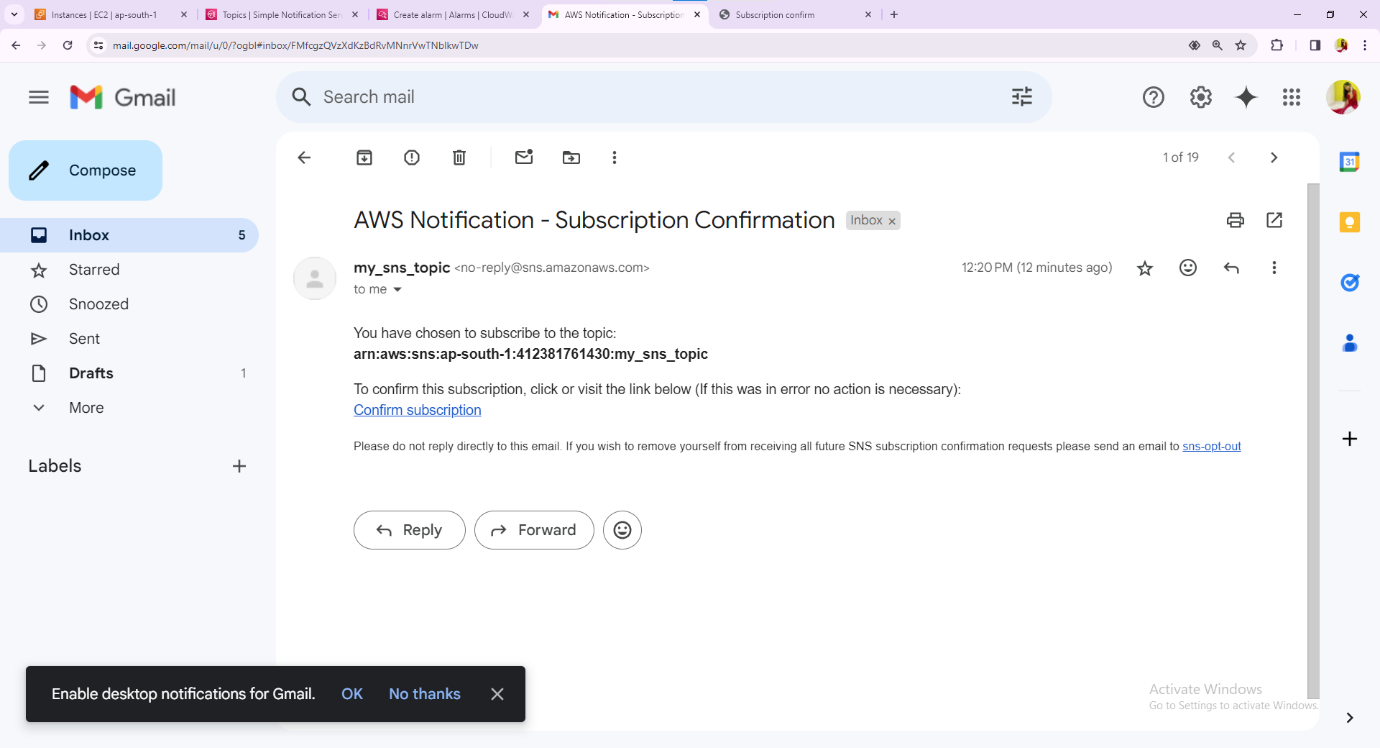 Instances | EC2 | ap-south-1
Topics | Simple Notification Ser
Create alarm | Alarms | CloudW
AWS Notification - Subscription
Subscription confirm
mail.google.com/mail/u/0/?ogbl#inbox/FMfcgzQVzXdKzBdRvMNnrVwTNblkwTDw
Gmail
Search mail
Compose
Inbox 5
Starred
Snoozed
Sent
Drafts 1
More
Labels
1 of 19
31
AWS Notification - Subscription Confirmation Inbox x
my_sns_topic <no-reply@sns.amazonaws.com>
12:20 PM (12 minutes ago)
to me
You have chosen to subscribe to the topic:
arn:aws:sns:ap-south-1:412381761430:my_sns_topic
To confirm this subscription, click or visit the link below (If this was in error no action is necessary):
Confirm subscription
Please do not reply directly to this email. If you wish to remove yourself from receiving all future SNS subscription confirmation requests please send an email to sns-opt-out
Reply
Forward
Enable desktop notifications for Gmail. OK No thanks
Activate Windows
Go to Settings to activate Windows.